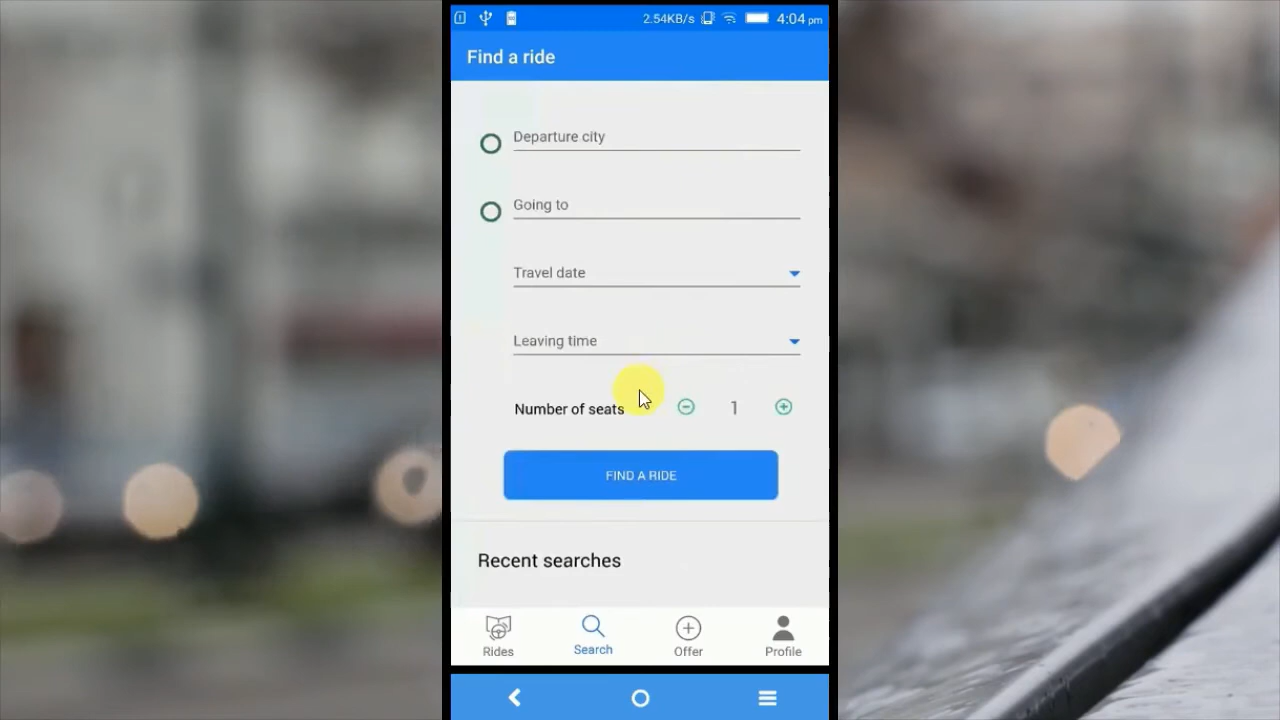 2.54KB/s 4:04 pm
Find a ride
Departure city
Going to
Travel date
Leaving time
Number of seats 1
FIND A RIDE
Recent searches
Rides Search Offer Profile